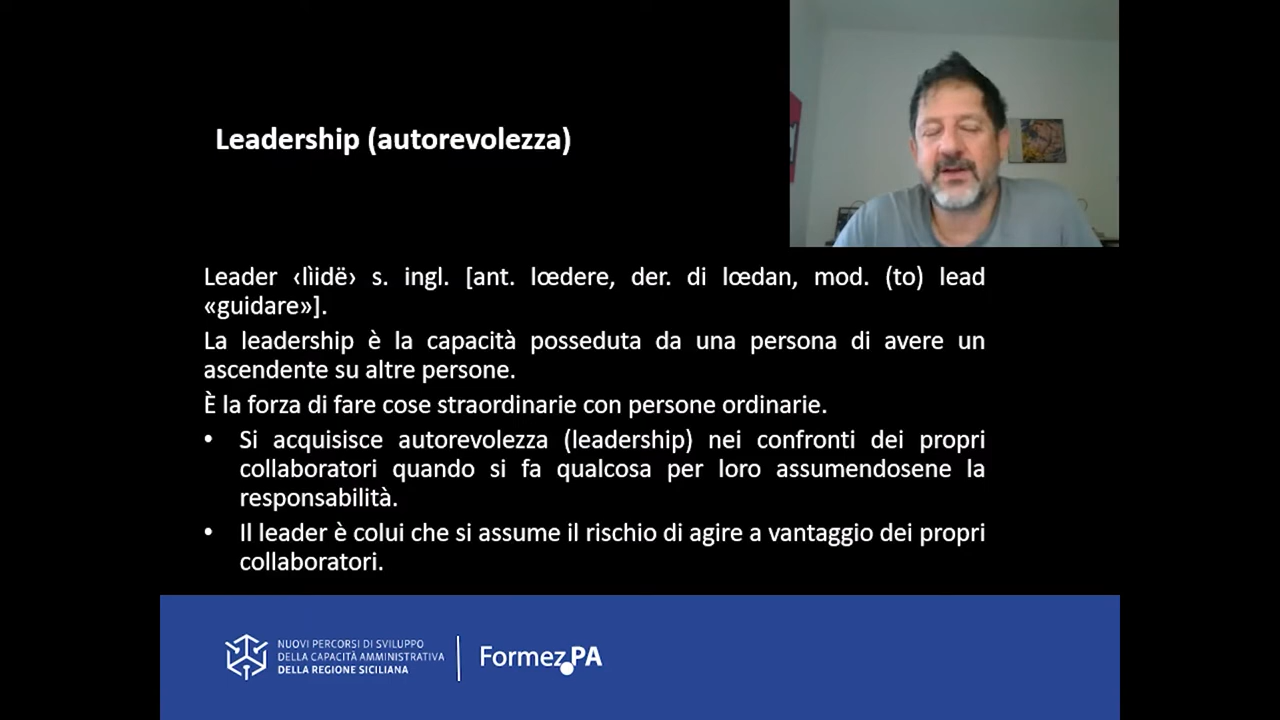 Leadership (autorevolezza)
Leader ‹lìidë› s. ingl. [ant. lœdere, der. di lœdan, mod. (to) lead
«guidare»].
La leadership è la capacità posseduta da una persona di avere un
ascendente su altre persone.
È la forza di fare cose straordinarie con persone ordinarie.
• Si acquisisce autorevolezza (leadership) nei confronti dei propri
collaboratori quando si fa qualcosa per loro assumendosene la
responsabilità.
• Il leader è colui che si assume il rischio di agire a vantaggio dei propri
collaboratori.
NUOVI PERCORSI DI SVILUPPO
DELLA CAPACITÀ AMMINISTRATIVA
DELLA REGIONE SICILIANA
Formez PA